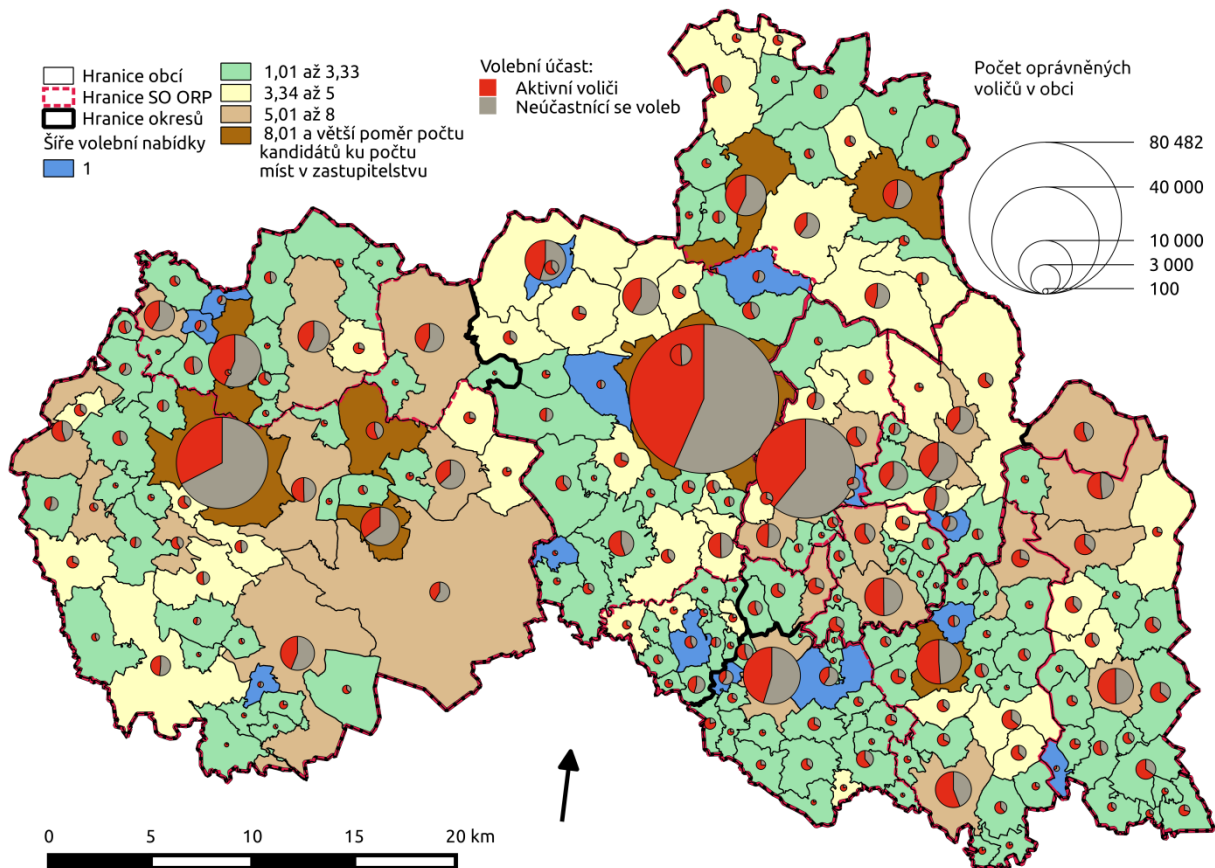 Hranice obcí
Hranice SO ORP
Hranice okresů
Šíře volební nabídky
1
1,01 až 3,33
3,34 až 5
5,01 až 8
8,01 a větší poměr počtu
kandidátů ku počtu
míst v zastupitelstvu
Volební účast:
Aktivní voliči
Neúčastnící se voleb
Počet oprávněných
voličů v obci
80 482
40 000
10 000
3 000
100
0 5 10 15 20 km